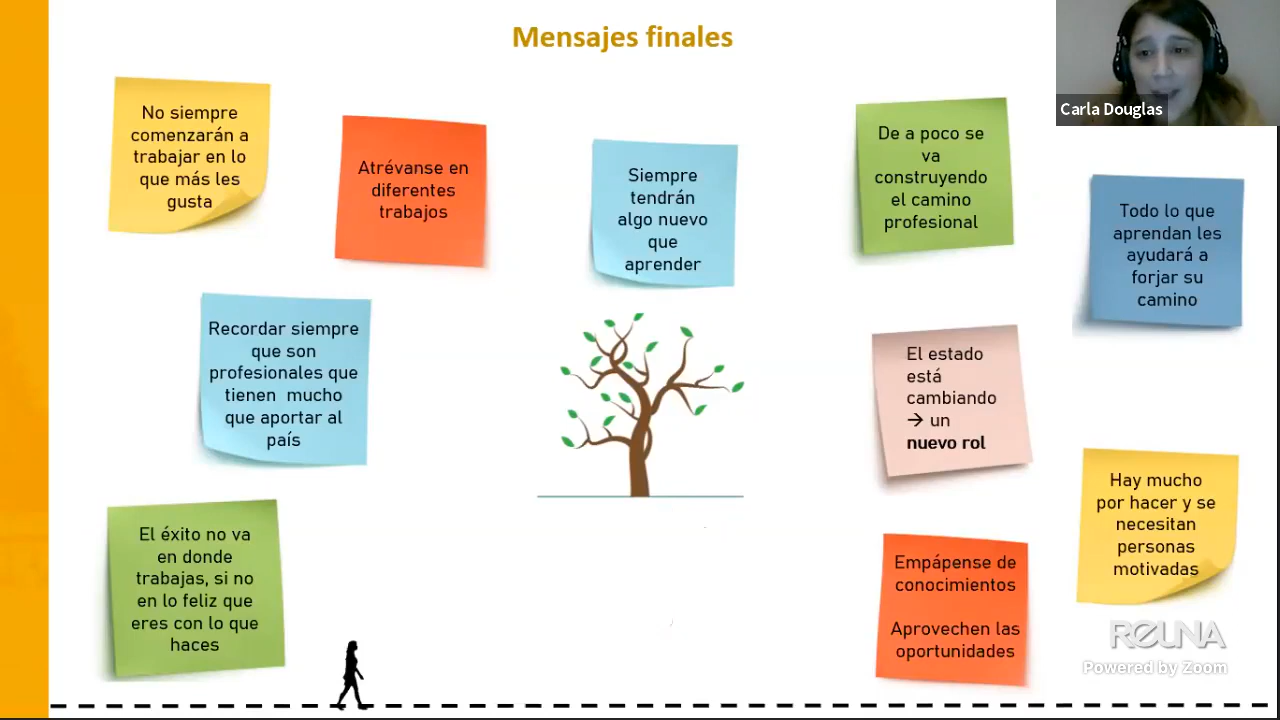 Mensajes finales
Carla Douglas
No siempre
comenzarán a
trabajar en lo
que más les
gusta
Atrévanse en
diferentes
trabajos
Siempre
tendrán
algo nuevo
que
aprender
De a poco se
va
construyendo
el camino
profesional
Todo lo que
aprendan les
ayudará a
forjar su
camino
Recordar siempre
que son
profesionales que
tienen mucho
que aportar al
país
El estado
está
cambiando
→ un
nuevo rol
Hay mucho
por hacer y se
necesitan
personas
motivadas
El éxito no va
en donde
trabajas, si no
en lo feliz que
eres con lo que
haces
Empápense de
conocimientos
Aprovechen las
oportunidades
REUNA
Powered by Zoom